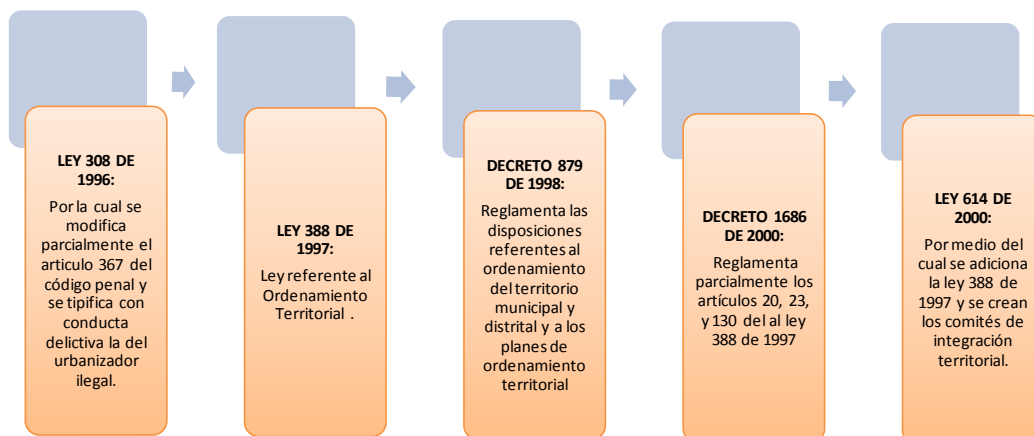 LEY 308 DE
1996:
Por la cual se
modifica
parcialmente el
articulo 367 del
código penal y
se tipifica con
conducta
delictiva la del
urbanizador
ilegal.
LEY 388 DE
1997:
Ley referente al
Ordenamiento
Territorial .
DECRETO 879
DE 1998:
Reglamenta las
disposiciones
referentes al
ordenamiento
del territorio
municipal y
distrital y a los
planes de
ordenamiento
territorial
DECRETO 1686
DE 2000:
Reglamenta
parcialmente los
artículos 20, 23,
y 130 del al ley
388 de 1997
LEY 614 DE
2000:
Por medio del
cual se adiciona
la ley 388 de
1997 y se crean
los comités de
integración
territorial.